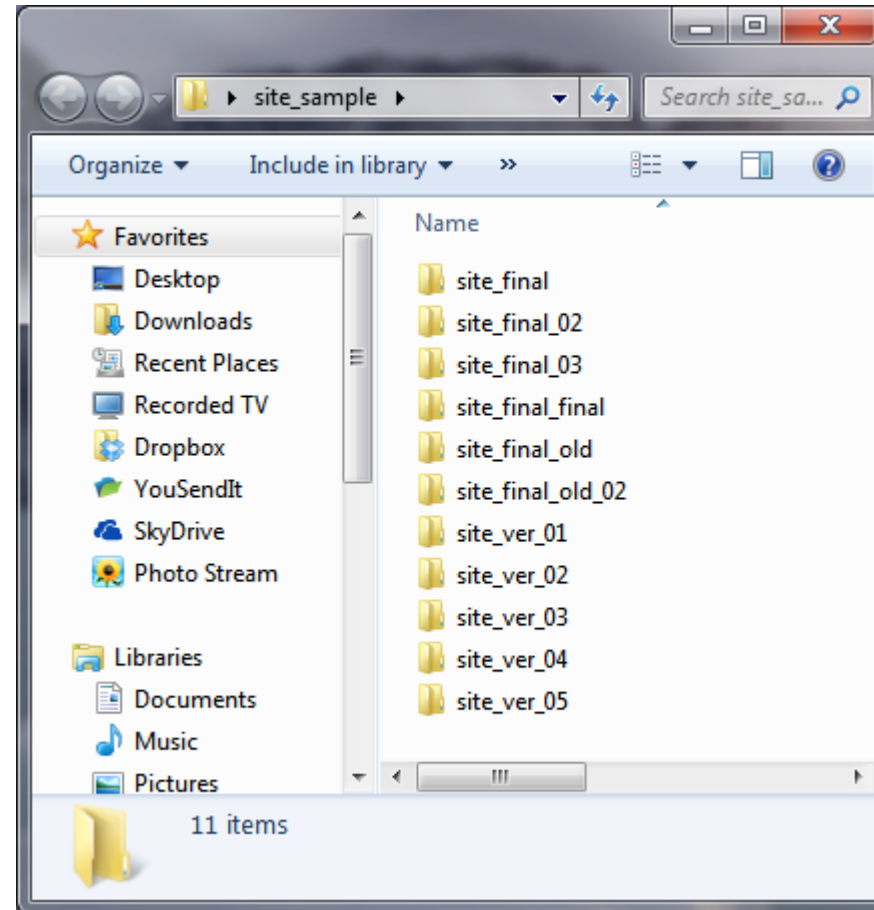 site_sample
Search site_sa...
Organize Include in library »
Name
Favorites
Desktop
Downloads
Recent Places
Recorded TV
Dropbox
YouSendIt
SkyDrive
Photo Stream
Libraries
Documents
Music
Pictures
site_final
site_final_02
site_final_03
site_final_final
site_final_old
site_final_old_02
site_ver_01
site_ver_02
site_ver_03
site_ver_04
site_ver_05
11 items